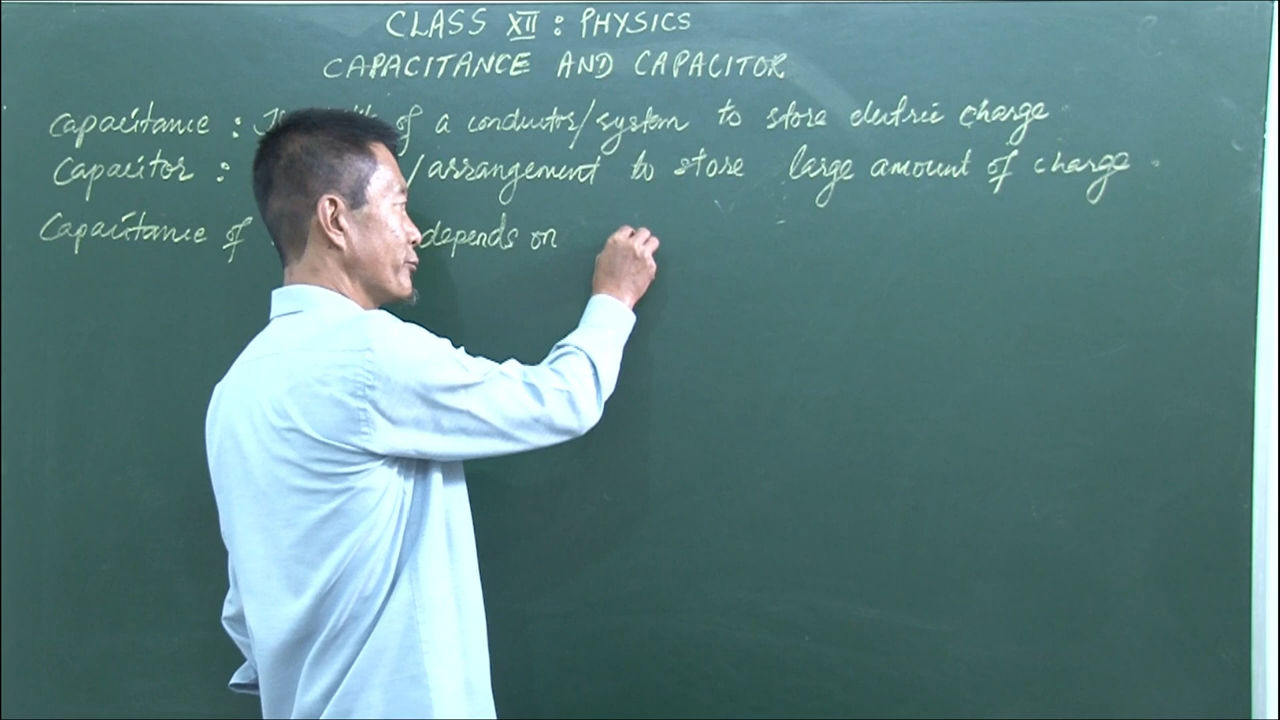 CLASS XII : PHYSICS
CAPACITANCE AND CAPACITOR
Capacitance : of a conductor/system to store electric charge
Capacitor : /arrangement to store large amount of charge.
Capacitance of depends on